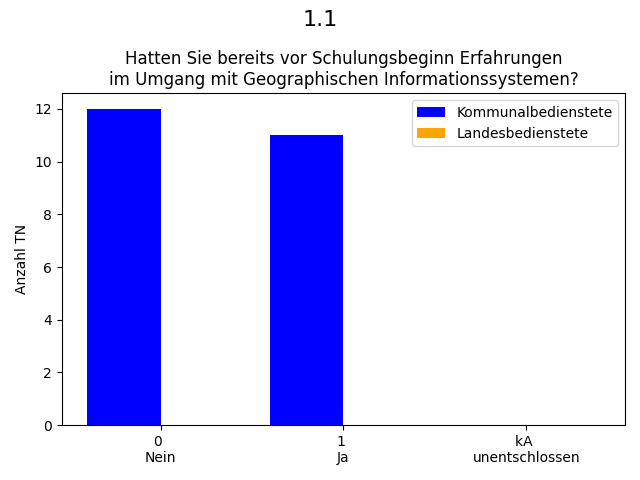 1.1
Hatten Sie bereits vor Schulungsbeginn Erfahrungen
im Umgang mit Geographischen Informationssystemen?
Kommunalbedienstete
Landesbedienstete
Anzahl TN
12
10
8
6
4
2
0
0
Nein
1
Ja
kA
unentschlossen